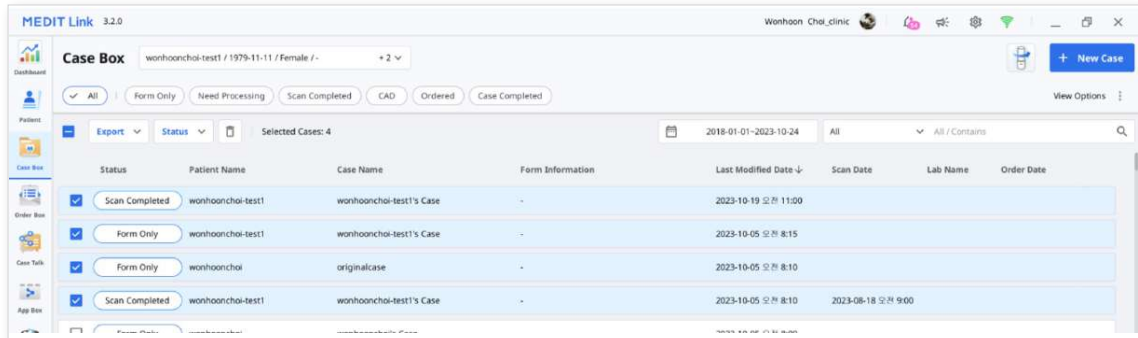 MEDIT Link 3.2.0
Wonhoon Choi_clinic
Dashboard
Patient
Case Box
Order Box
Case Talk
App Box
Case Box
wonhoonchoi-test1 / 1979-11-11 / Female / -
+ 2
+ New Case
All
Form Only
Need Processing
Scan Completed
CAD
Ordered
Case Completed
View Options
Export
Status
Selected Cases: 4
2018-01-01~2023-10-24
All
All / Contains
Status Patient Name Case Name Form Information Last Modified Date Scan Date Lab Name Order Date
Scan Completed wonhoonchoi-test1 wonhoonchoi-test1's Case - 2023-10-19 오전 11:00
Form Only wonhoonchoi-test1 wonhoonchoi-test1's Case - 2023-10-05 오전 8:15
Form Only wonhoonchoi originalcase - 2023-10-05 오전 8:10
Scan Completed wonhoonchoi-test1 wonhoonchoi-test1's Case - 2023-10-05 오전 8:10 2023-08-18 오전 9:00